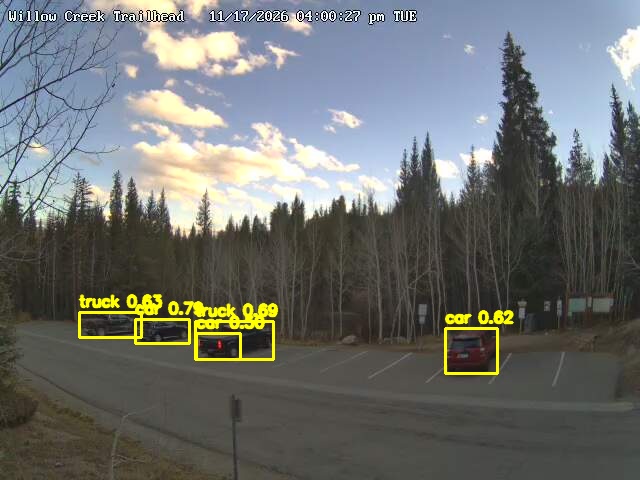 Willow Creek Trailhead 11/17/2026 04:00:27 pm TUE
truck 0.63
car 0.79
truck 0.69
car 0.50
car 0.62